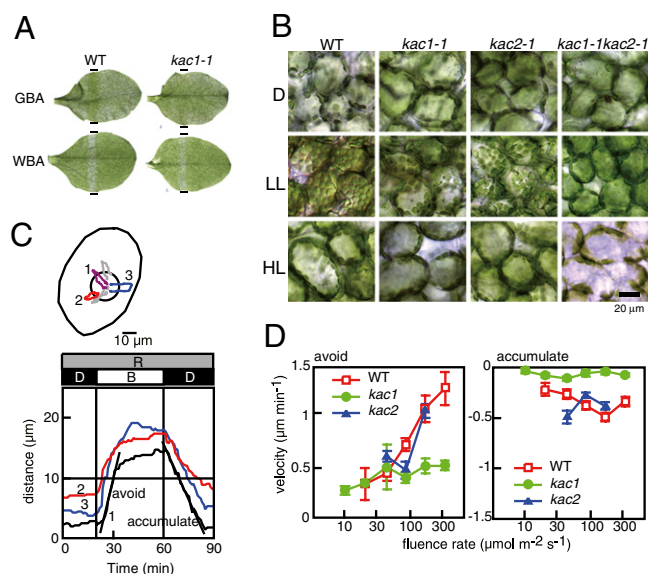 A
WT kac1-1
GBA
WBA
B
WT kac1-1 kac2-1 kac1-1kac2-1
D
LL
HL
20 µm
C
1
3
2
10 µm
R
D B D
distance (µm)
20
10
0
2
3
1
avoid
accumulate
0 30 60 90
Time (min)
D
avoid accumulate
velocity (µm min-1)
1.5
1
0.5
0
WT
kac1
kac2
10 30 100 300
0
-0.5
-1
-1.5
WT
kac1
kac2
10 30 100 300
fluence rate (µmol m-2 s-1)